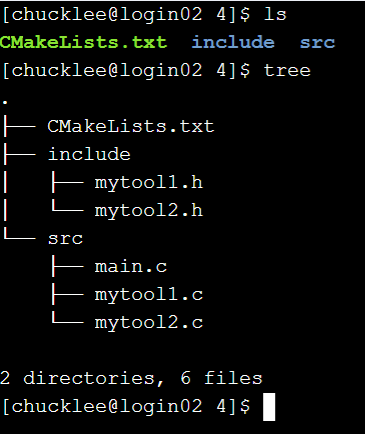 [chucklee@login02 4]$ ls
CMakeLists.txt  include  src
[chucklee@login02 4]$ tree
.
├── CMakeLists.txt
├── include
│   ├── mytool1.h
│   └── mytool2.h
└── src
    ├── main.c
    ├── mytool1.c
    └── mytool2.c
2 directories, 6 files
[chucklee@login02 4]$